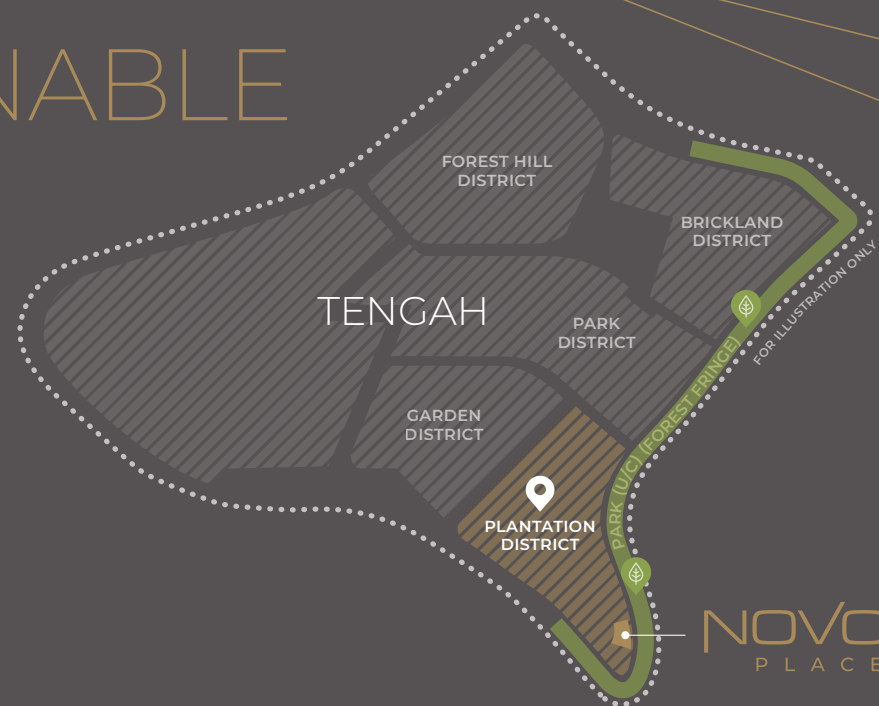 NABLE
FOREST HILL
DISTRICT
BRICKLAND
DISTRICT
FOR ILLUSTRATION ONLY
TENGAH
PARK
DISTRICT
PARK (U/C) (FOREST FRINGE)
GARDEN
DISTRICT
PLANTATION
DISTRICT
NOVO
PLACE